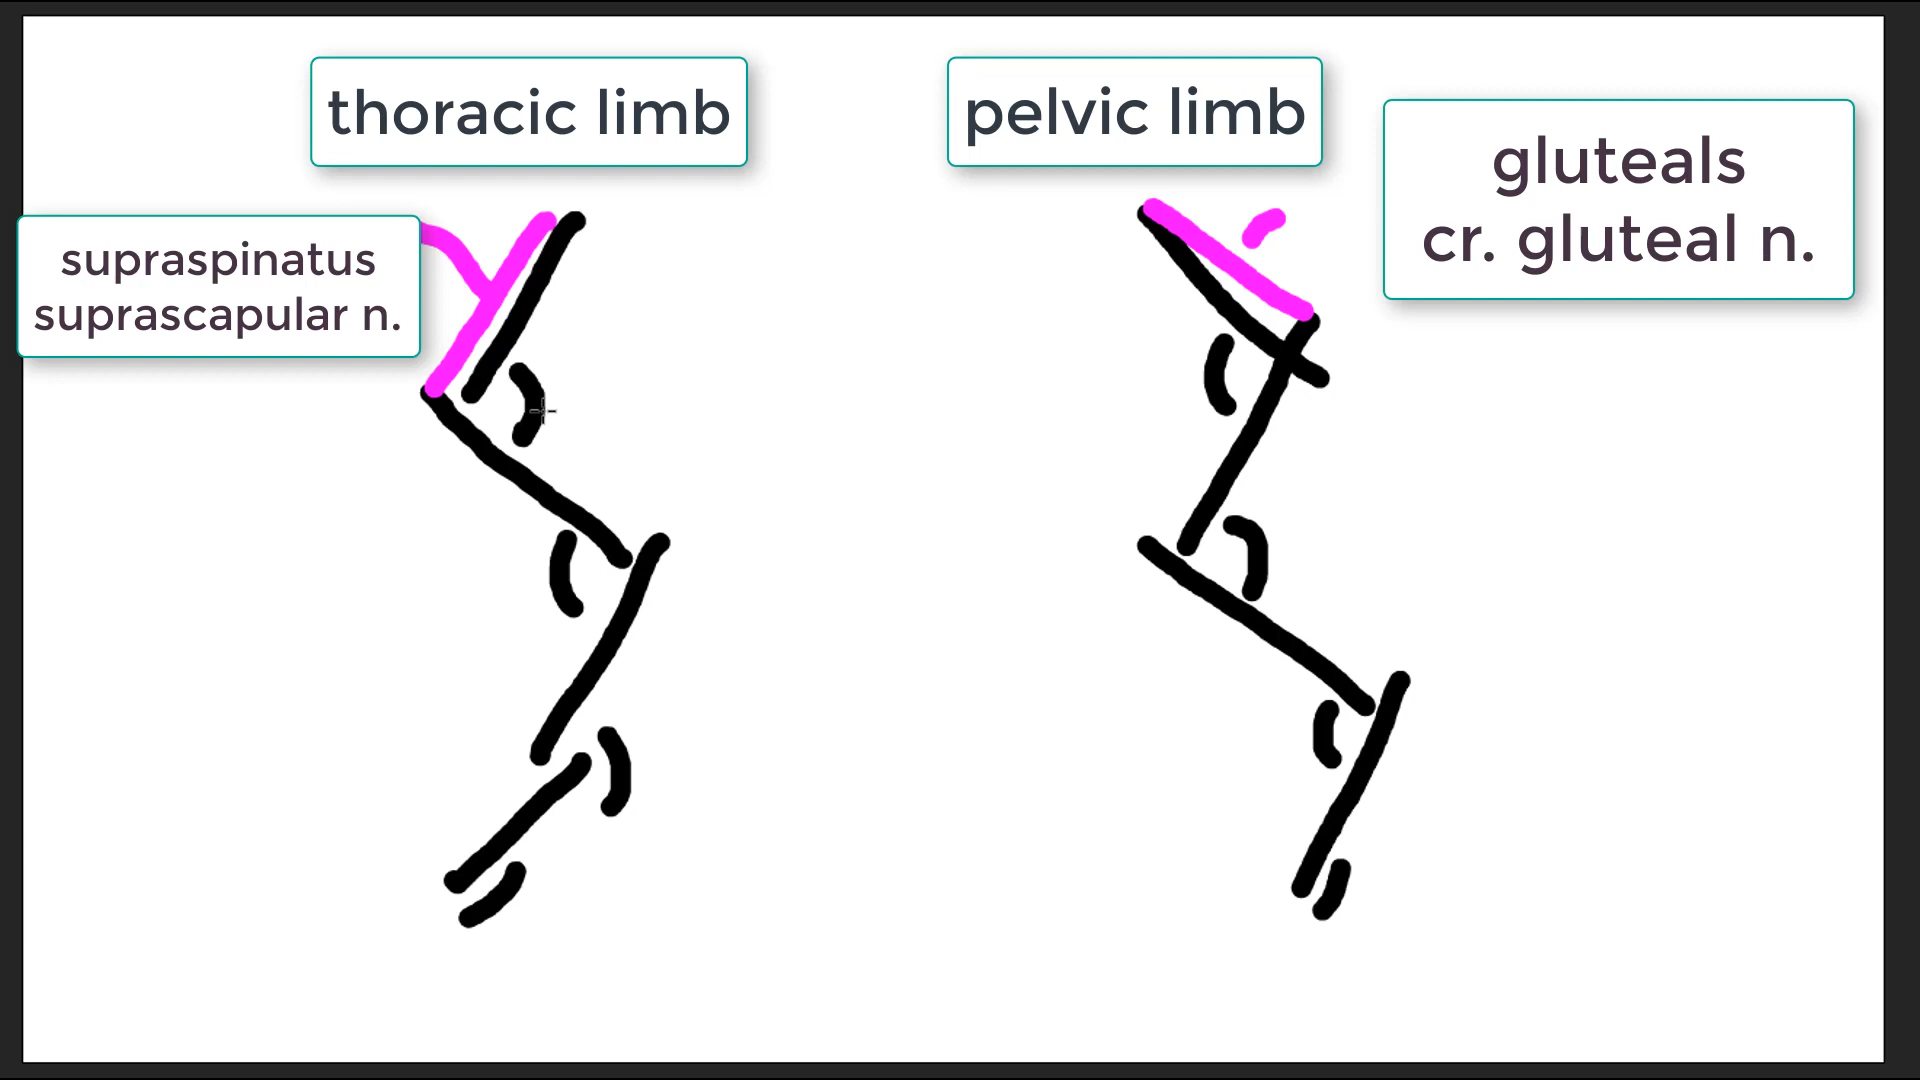 thoracic limb
pelvic limb
gluteals
cr. gluteal n.
supraspinatus
suprascapular n.